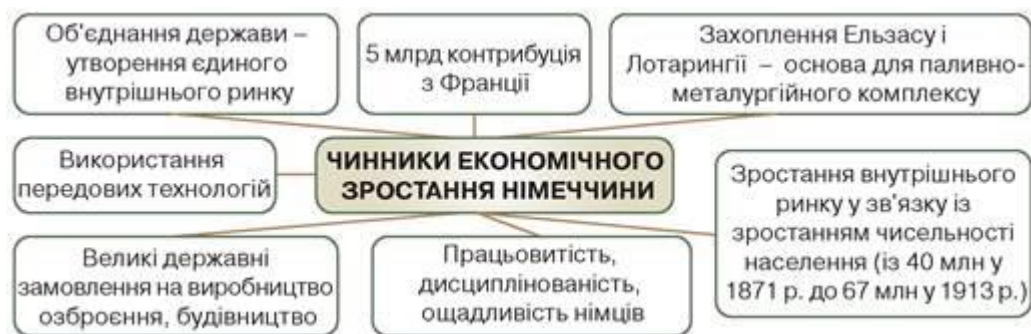 Об'єднання держави –
утворення єдиного
внутрішнього ринку
5 млрд контрибуція
з Франції
Захоплення Ельзасу і
Лотарингії – основа для паливно-
металургійного комплексу
Використання
передових технологій
ЧИННИКИ ЕКОНОМІЧНОГО
ЗРОСТАННЯ НІМЕЧЧИНИ
Зростання внутрішнього
ринку у зв'язку із
зростанням чисельності
населення (із 40 млн у
1871 р. до 67 млн у 1913 р.)
Великі державні
замовлення на виробництво
озброєння, будівництво
Працьовитість,
дисциплінованість,
ощадливість німців